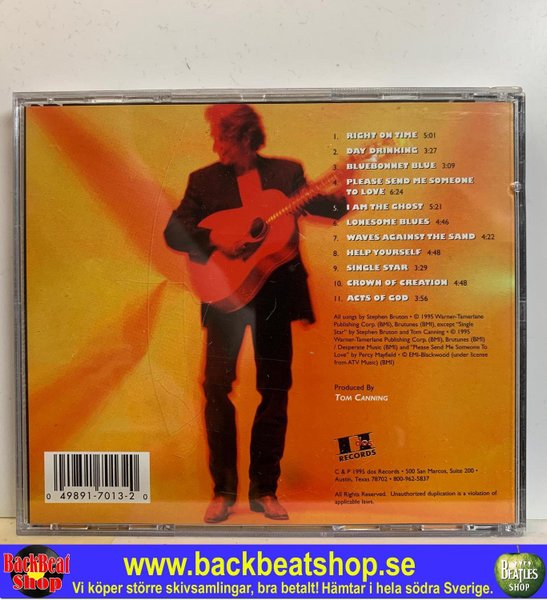 1. RIGHT ON TIME 5:01
2. DAY DRINKING 3:27
3. BLUEBONNET BLUE 3:09
4. PLEASE SEND ME SOMEONE
TO LOVE 6:24
5. I AM THE GHOST 5:21
6. LONESOME BLUES 4:46
7. WAVES AGAINST THE SAND 4:22
8. HELP YOURSELF 4:48
9. SINGLE STAR 3:29
10. CROWN OF CREATION 4:48
11. ACTS OF GOD 3:56
All songs by Stephen Bruton • © 1995 Warner-Tamerlane
Publishing Corp. (BMI), Brutunes (BMI), except "Single
Star" by Stephen Bruton and Tom Canning • © 1995
Warner-Tamerlane Publishing Corp, (BMI), Brutunes (BMI)
/ Desperate Music (BMI) and "Please Send Me Somwone To
Love" by Percy Mayfield • © EMI-Blackwood (under license
from ATV Music) (BMI)
Produced By
TOM CANNING
dos
RECORDS
C & P 1995 dos Records • 500 San Marcos, Suite 200 •
Austin, Texas 78702 • 800-962-5837
All Rights Reserved. Unauthorized duplication is a violation of
applicable laws.
0 49891-7013-2 0
BackBeat
Shop
www.backbeatshop.se
Vi köper större skivsamlingar, bra betalt! Hämtar i hela södra Sverige.
BEATLES
SHOP